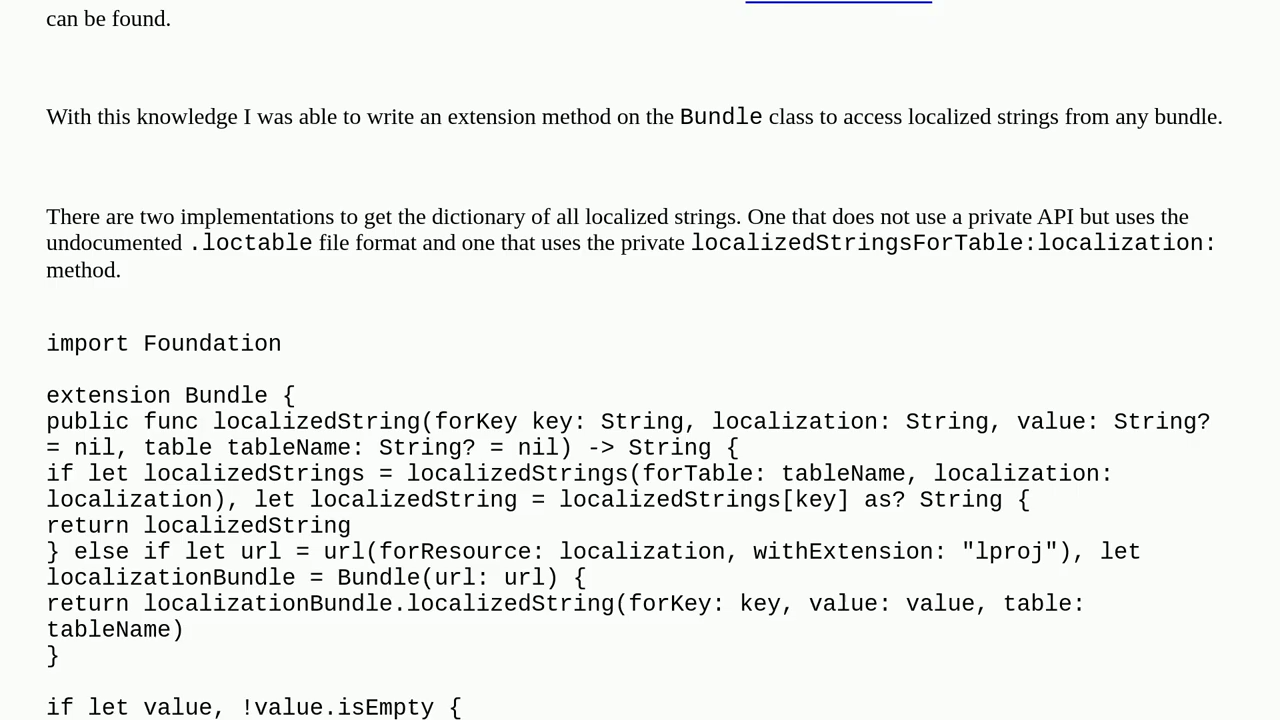 can be found.
With this knowledge I was able to write an extension method on the Bundle class to access localized strings from any bundle.
There are two implementations to get the dictionary of all localized strings. One that does not use a private API but uses the
undocumented .loctable file format and one that uses the private localizedStringsForTable:localization:
method.
import Foundation
extension Bundle {
public func localizedString(forKey key: String, localization: String, value: String?
= nil, table tableName: String? = nil) -> String {
if let localizedStrings = localizedStrings(forTable: tableName, localization:
localization), let localizedString = localizedStrings[key] as? String {
return localizedString
} else if let url = url(forResource: localization, withExtension: "lproj"), let
localizationBundle = Bundle(url: url) {
return localizationBundle.localizedString(forKey: key, value: value, table:
tableName)
}
if let value, !value.isEmpty {